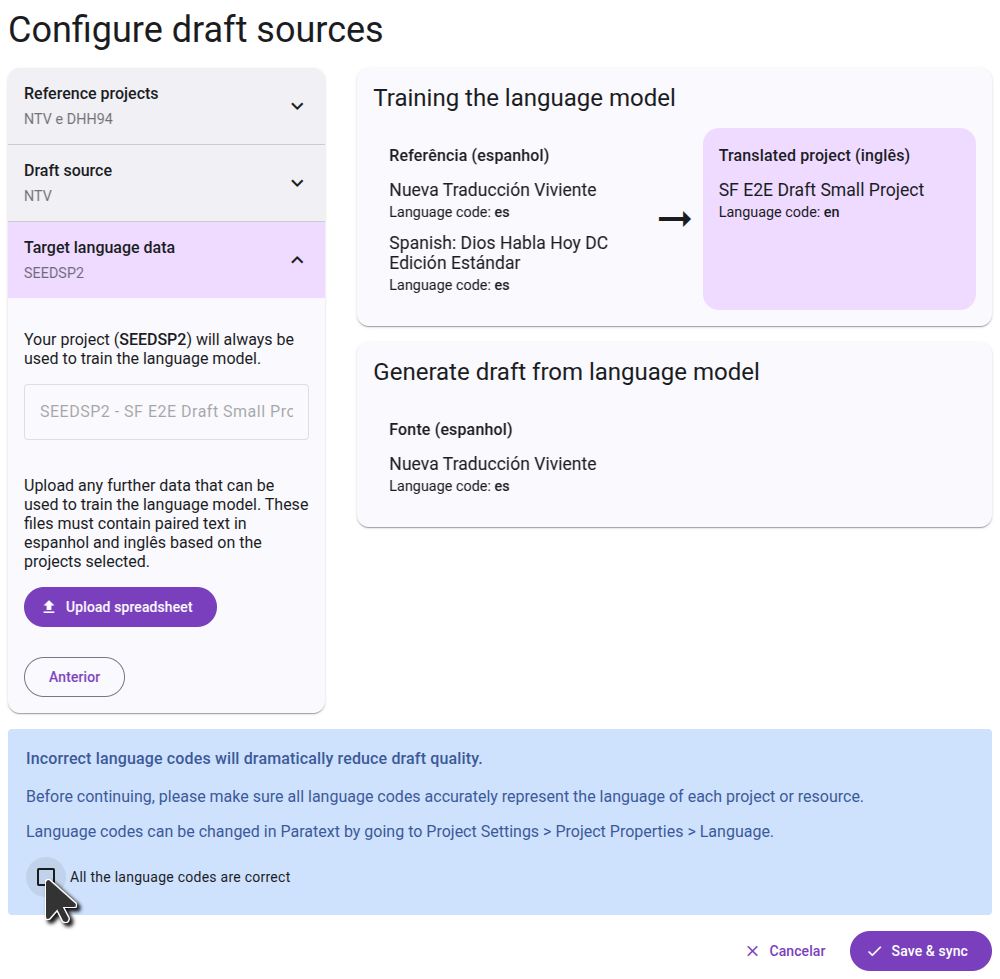 Configure draft sources
Reference projects
NTV e DHH94
Draft source
NTV
Target language data
SEEDSP2
Your project (SEEDSP2) will always be
used to train the language model.
SEEDSP2 - SF E2E Draft Small Prc
Upload any further data that can be
used to train the language model. These
files must contain paired text in
espanhol and inglês based on the
projects selected.
Upload spreadsheet
Anterior
Training the language model
Referência (espanhol)
Nueva Traducción Viviente
Language code: es
Spanish: Dios Habla Hoy DC
Edición Estándar
Language code: es
Translated project (inglês)
SF E2E Draft Small Project
Language code: en
Generate draft from language model
Fonte (espanhol)
Nueva Traducción Viviente
Language code: es
Incorrect language codes will dramatically reduce draft quality.
Before continuing, please make sure all language codes accurately represent the language of each project or resource.
Language codes can be changed in Paratext by going to Project Settings > Project Properties > Language.
All the language codes are correct
Cancelar
Save & sync